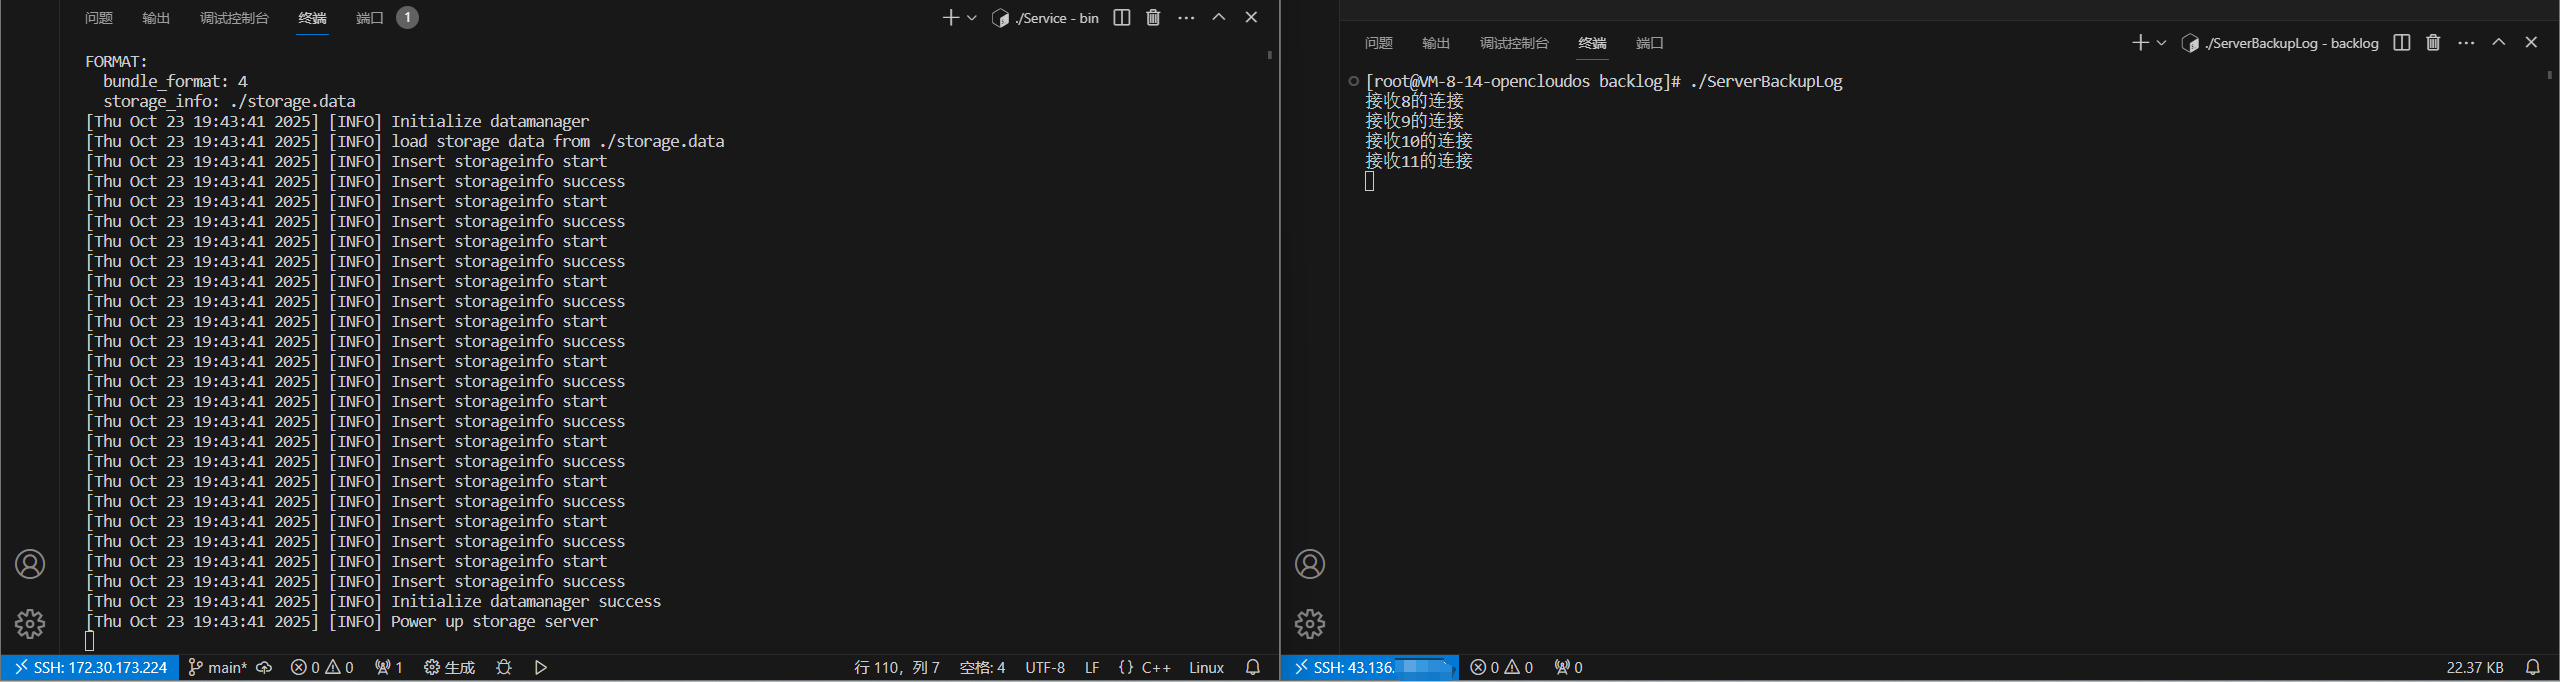 问题 输出 调试控制台 终端 端口 1 ./Service - bin
FORMAT:
bundle_format: 4
storage_info: ./storage.data
[Thu Oct 23 19:43:41 2025] [INFO] Initialize datamanager
[Thu Oct 23 19:43:41 2025] [INFO] load storage data from ./storage.data
[Thu Oct 23 19:43:41 2025] [INFO] Insert storageinfo start
[Thu Oct 23 19:43:41 2025] [INFO] Insert storageinfo success
[Thu Oct 23 19:43:41 2025] [INFO] Insert storageinfo start
[Thu Oct 23 19:43:41 2025] [INFO] Insert storageinfo success
[Thu Oct 23 19:43:41 2025] [INFO] Insert storageinfo start
[Thu Oct 23 19:43:41 2025] [INFO] Insert storageinfo success
[Thu Oct 23 19:43:41 2025] [INFO] Insert storageinfo start
[Thu Oct 23 19:43:41 2025] [INFO] Insert storageinfo success
[Thu Oct 23 19:43:41 2025] [INFO] Insert storageinfo start
[Thu Oct 23 19:43:41 2025] [INFO] Insert storageinfo success
[Thu Oct 23 19:43:41 2025] [INFO] Insert storageinfo start
[Thu Oct 23 19:43:41 2025] [INFO] Insert storageinfo success
[Thu Oct 23 19:43:41 2025] [INFO] Insert storageinfo start
[Thu Oct 23 19:43:41 2025] [INFO] Insert storageinfo success
[Thu Oct 23 19:43:41 2025] [INFO] Insert storageinfo start
[Thu Oct 23 19:43:41 2025] [INFO] Insert storageinfo success
[Thu Oct 23 19:43:41 2025] [INFO] Insert storageinfo start
[Thu Oct 23 19:43:41 2025] [INFO] Insert storageinfo success
[Thu Oct 23 19:43:41 2025] [INFO] Insert storageinfo start
[Thu Oct 23 19:43:41 2025] [INFO] Insert storageinfo success
[Thu Oct 23 19:43:41 2025] [INFO] Insert storageinfo start
[Thu Oct 23 19:43:41 2025] [INFO] Insert storageinfo success
[Thu Oct 23 19:43:41 2025] [INFO] Initialize datamanager success
[Thu Oct 23 19:43:41 2025] [INFO] Power up storage server
SSH: 172.30.173.224 main* 0 0 1 生成 行 110，列 7 空格: 4 UTF-8 LF {} C++ Linux
问题 输出 调试控制台 终端 端口 ./ServerBackupLog - backlog
[root@VM-8-14-opencloudos backlog]# ./ServerBackupLog
接收8的连接
接收9的连接
接收10的连接
接收11的连接
SSH: 43.136. 0 0 0 22.37 KB